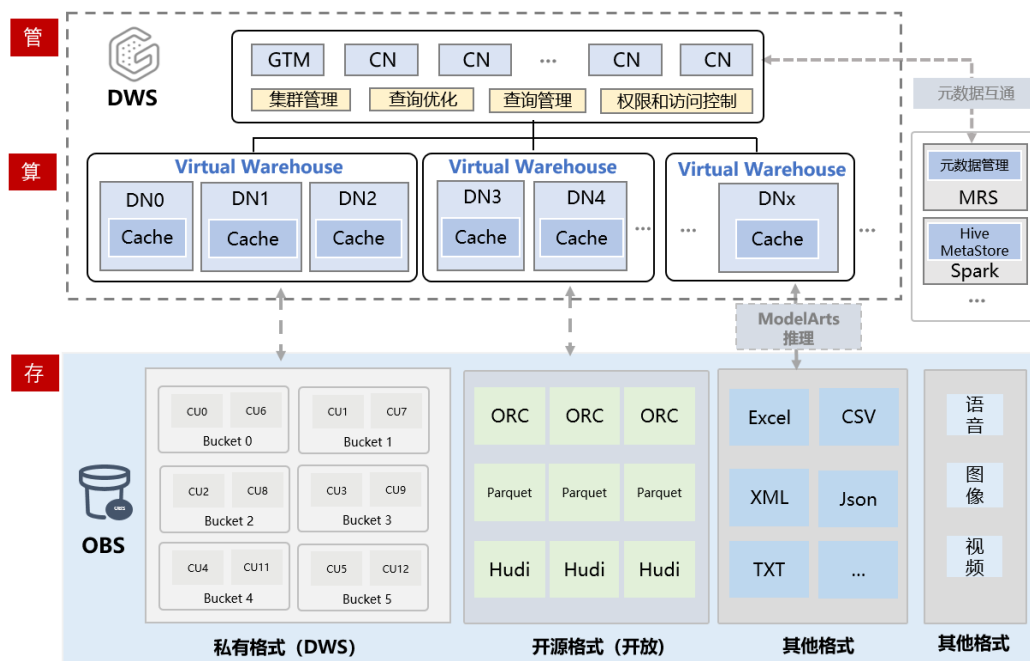 管
DWS
GTM
CN
CN
...
CN
CN
集群管理
查询优化
查询管理
权限和访问控制
元数据互通
算
Virtual Warehouse
DN0
Cache
DN1
Cache
DN2
Cache
Virtual Warehouse
DN3
Cache
DN4
Cache
...
Virtual Warehouse
...
DNx
Cache
...
元数据管理
MRS
Hive
MetaStore
Spark
...
ModelArts
推理
存
OBS
CU0
CU6
Bucket 0
CU1
CU7
Bucket 1
CU2
CU8
Bucket 2
CU3
CU9
Bucket 3
CU4
CU11
Bucket 4
CU5
CU12
Bucket 5
私有格式（DWS）
ORC
ORC
ORC
Parquet
Parquet
Parquet
Hudi
Hudi
Hudi
开源格式（开放）
Excel
CSV
XML
Json
TXT
...
其他格式
语
音
图
像
视
频
其他格式